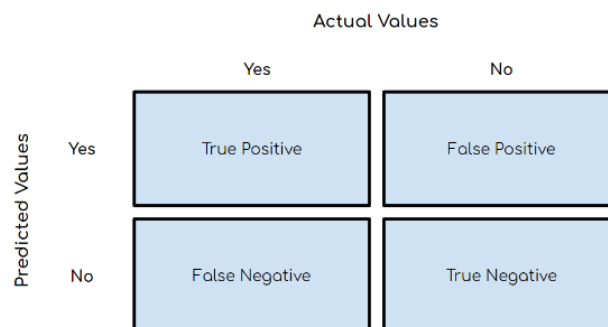 Actual Values
Yes No
Predicted Values
Yes True Positive False Positive
No False Negative True Negative